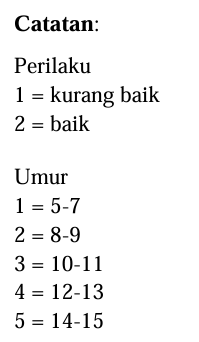 Catatan:
Perilaku
1 = kurang baik
2 = baik
Umur
1 = 5-7
2 = 8-9
3 = 10-11
4 = 12-13
5 = 14-15